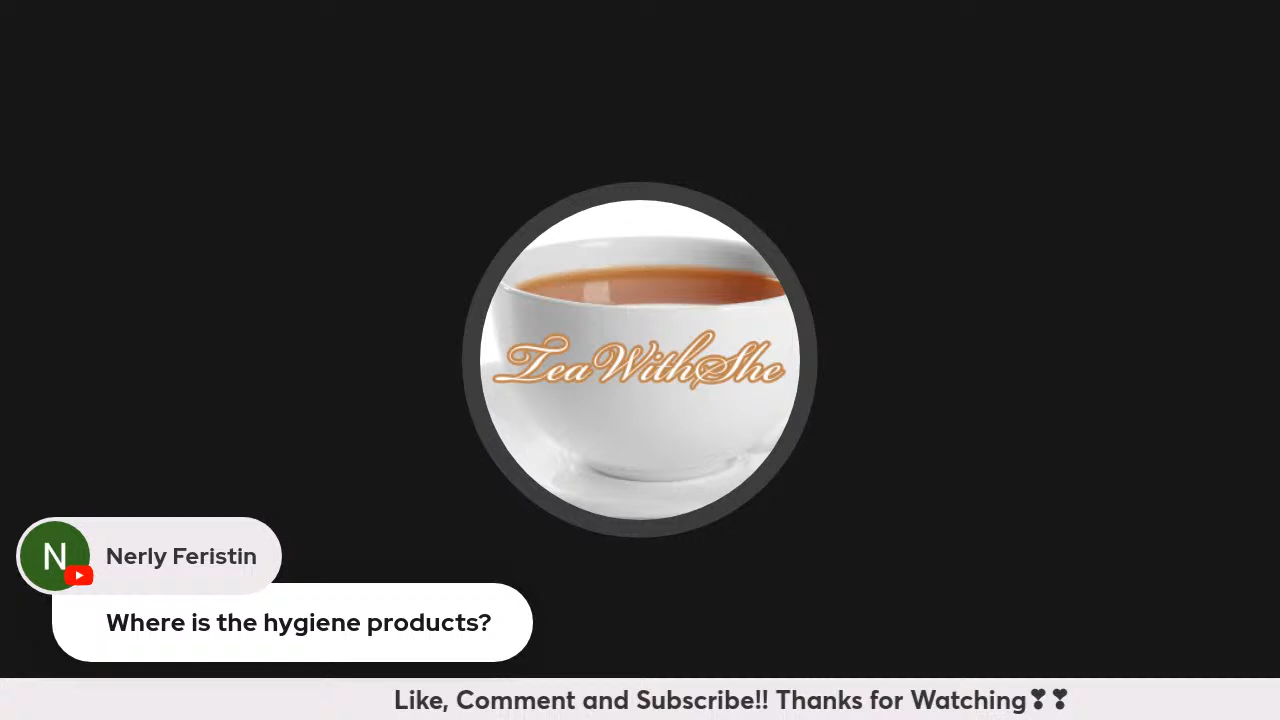 TeaWithShe
N
Nerly Feristin
Where is the hygiene products?
Like, Comment and Subscribe!! Thanks for Watching❣❣